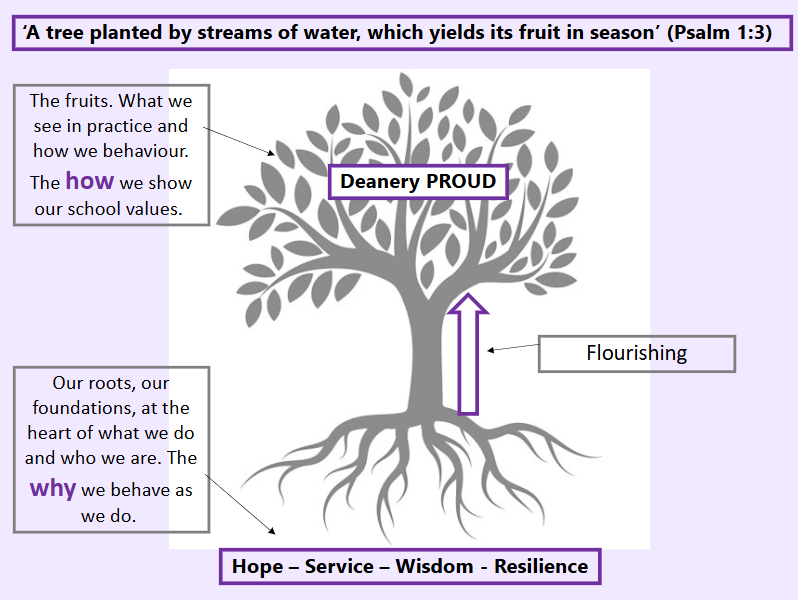 ‘A tree planted by streams of water, which yields its fruit in season’ (Psalm 1:3)
The fruits. What we
see in practice and
how we behaviour.
The how we show
our school values.
Deanery PROUD
Flourishing
Our roots, our
foundations, at the
heart of what we do
and who we are. The
why we behave as
we do.
Hope – Service – Wisdom - Resilience